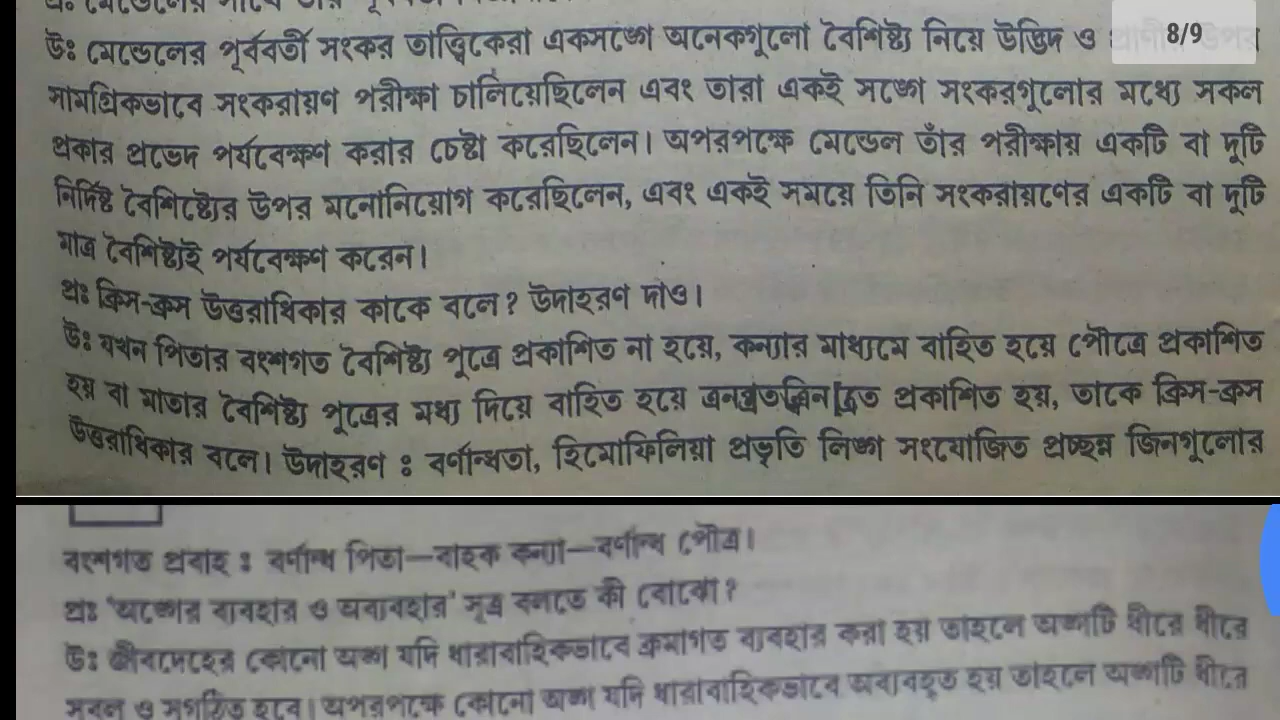 উঃ মেন্ডেলের পূর্ববর্তী সংকর তাত্ত্বিকেরা একসঙ্গে অনেকগুলো বৈশিষ্ট্য নিয়ে উদ্ভিদ ও প্রাণীর উপর
8/9
সামগ্রিকভাবে সংকরায়ণ পরীক্ষা চালিয়েছিলেন এবং তারা একই সঙ্গে সংকরগুলোর মধ্যে সকল
প্রকার প্রভেদ পর্যবেক্ষণ করার চেষ্টা করেছিলেন। অপরপক্ষে মেন্ডেল তাঁর পরীক্ষায় একটি বা দুটি
নির্দিষ্ট বৈশিষ্ট্যের উপর মনোনিয়োগ করেছিলেন, এবং একই সময়ে তিনি সংকরায়ণের একটি বা দুটি
মাত্র বৈশিষ্ট্যই পর্যবেক্ষণ করেন।
প্রঃ ক্রিস-ক্রস উত্তরাধিকার কাকে বলে? উদাহরণ দাও।
উঃ যখন পিতার বংশগত বৈশিষ্ট্য পুত্রে প্রকাশিত না হয়ে, কন্যার মাধ্যমে বাহিত হয়ে পৌত্রে প্রকাশিত
হয় বা মাতার বৈশিষ্ট্য পুত্রের মধ্য দিয়ে বাহিত হয়ে প্রকাশিত হয়, তাকে ক্রিস-ক্রস
উত্তরাধিকার বলে। উদাহরণ : বর্ণান্ধতা, হিমোফিলিয়া প্রভৃতি লিঙ্গ সংযোজিত প্রচ্ছন্ন জিনগুলোর
বংশগত প্রবাহ : বর্ণান্ধ পিতা—বাহক কন্যা—বর্ণান্ধ পৌত্র।
প্রঃ 'অঙ্গের ব্যবহার ও অব্যবহার' সূত্র বলতে কী বোঝো?
উঃ জীবদেহের কোনো অঙ্গ যদি ধারাবাহিকভাবে ক্রমাগত ব্যবহার করা হয় তাহলে অঙ্গটি ধীরে ধীরে
সবল ও সুগঠিত হবে। অপরপক্ষে কোনো অঙ্গ যদি ধারাবাহিকভাবে অব্যবহৃত হয় তাহলে অঙ্গটি ধীরে